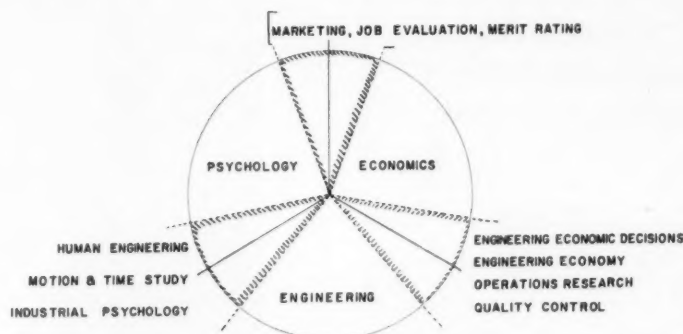 MARKETING, JOB EVALUATION, MERIT RATING
PSYCHOLOGY
ECONOMICS
HUMAN ENGINEERING
MOTION & TIME STUDY
INDUSTRIAL PSYCHOLOGY
ENGINEERING
ENGINEERING ECONOMIC DECISIONS
ENGINEERING ECONOMY
OPERATIONS RESEARCH
QUALITY CONTROL